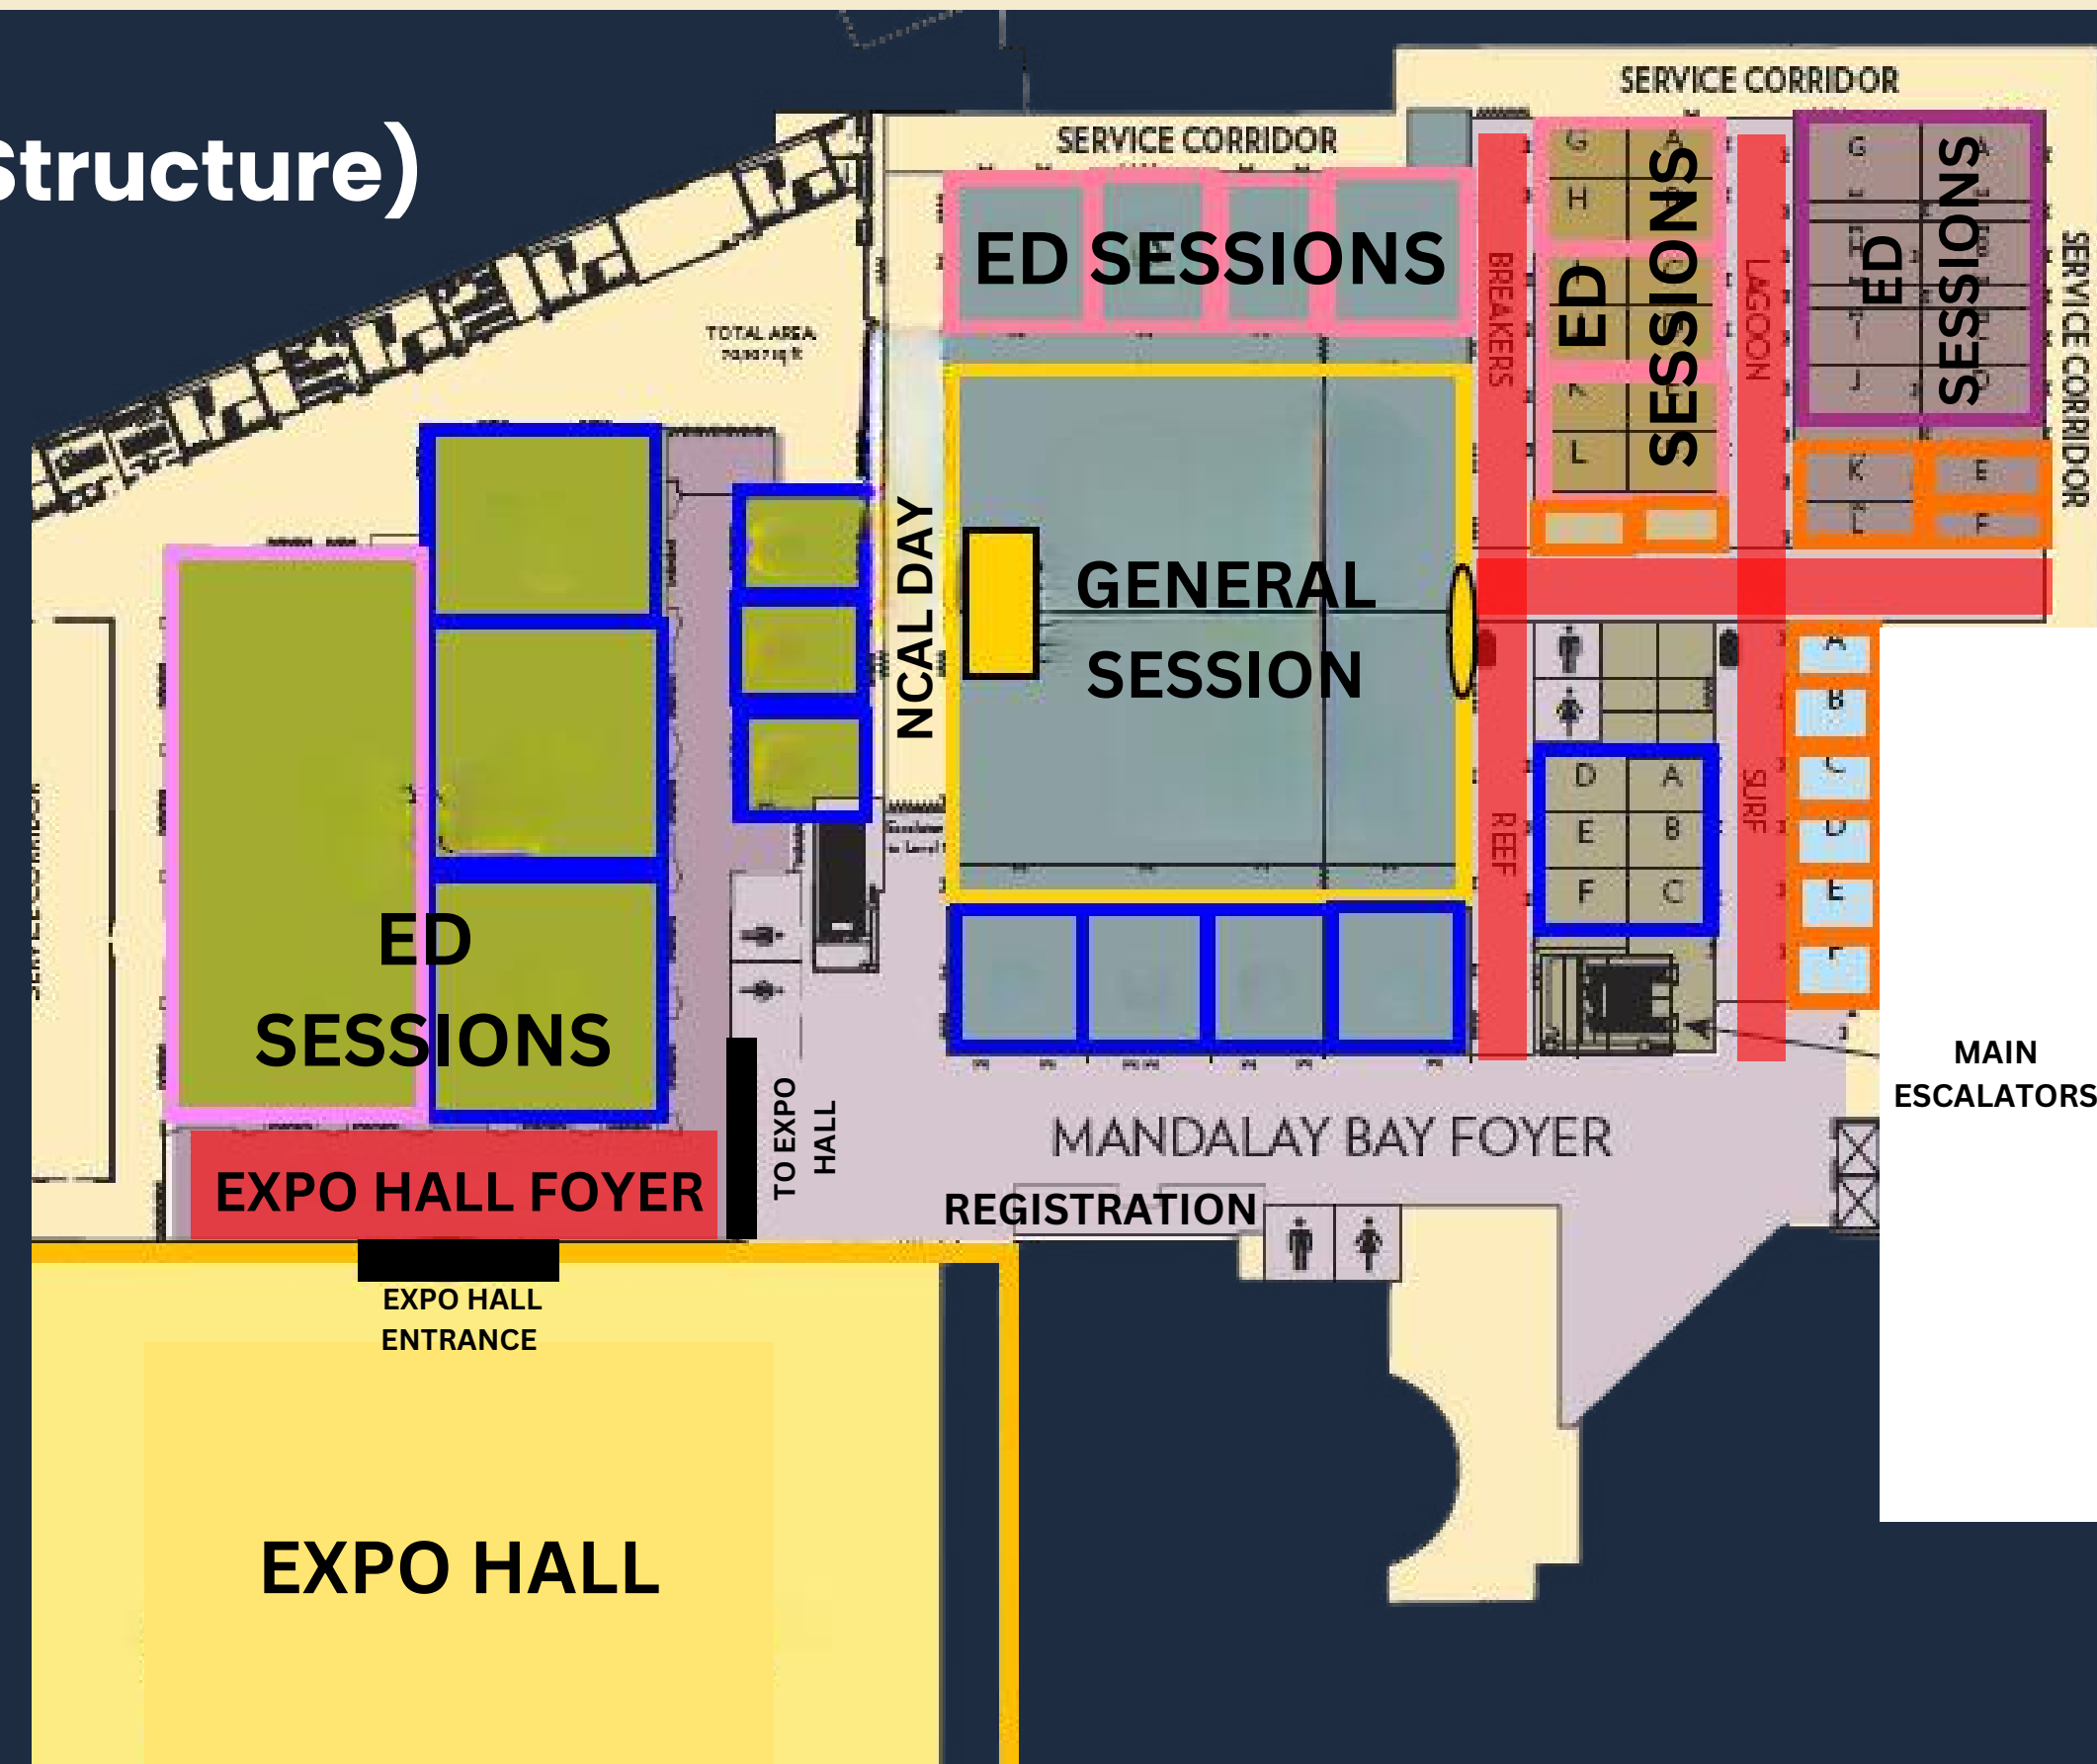 Structure)
SERVICE CORRIDOR
SERVICE CORRIDOR
SERVICE CORRIDOR
ED SESSIONS
ED
SESSIONS
ED
SESSIONS
BREAKERS
LAGOON
G
A
H
L
G
A
J
K
E
L
F
TOTAL AREA
NCAL DAY
GENERAL
SESSION
REEF
SURF
D
A
E
B
F
C
A
B
C
D
E
F
ED
SESSIONS
MAIN
ESCALATORS
TO EXPO
HALL
MANDALAY BAY FOYER
EXPO HALL FOYER
REGISTRATION
EXPO HALL
ENTRANCE
EXPO HALL